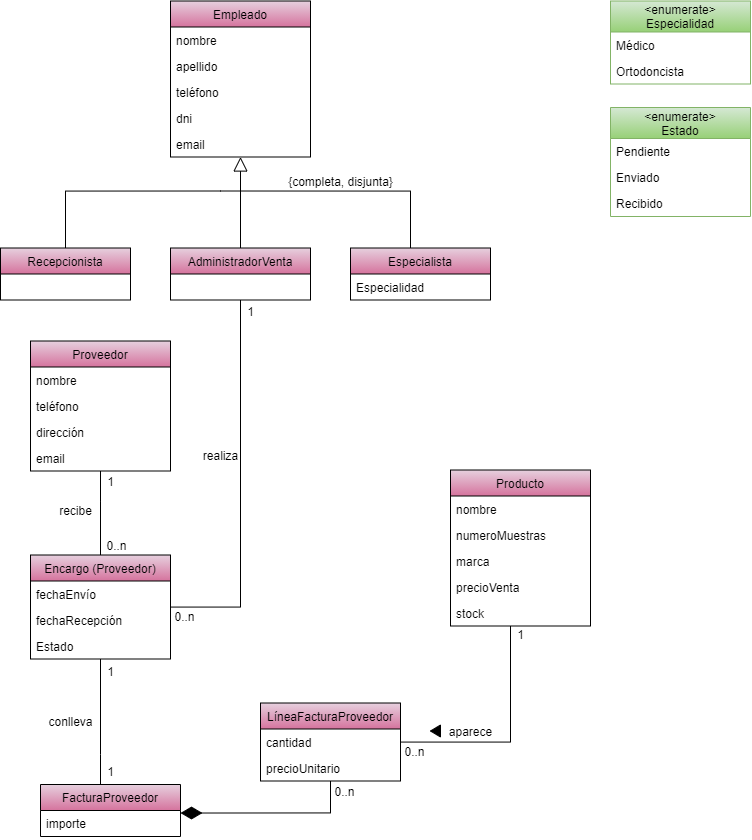 Empleado
nombre
apellido
teléfono
dni
email
<enumerate>
Especialidad
Médico
Ortodoncista
<enumerate>
Estado
Pendiente
Enviado
Recibido
{completa, disjunta}
Recepcionista
AdministradorVenta
Especialista
Especialidad
1
Proveedor
nombre
teléfono
dirección
email
1
recibe
0..n
realiza
Encargo (Proveedor)
fechaEnvío
fechaRecepción
Estado
0..n
1
conlleva
1
Producto
nombre
numeroMuestras
marca
precioVenta
stock
1
aparece
0..n
LíneaFacturaProveedor
cantidad
precioUnitario
0..n
FacturaProveedor
importe